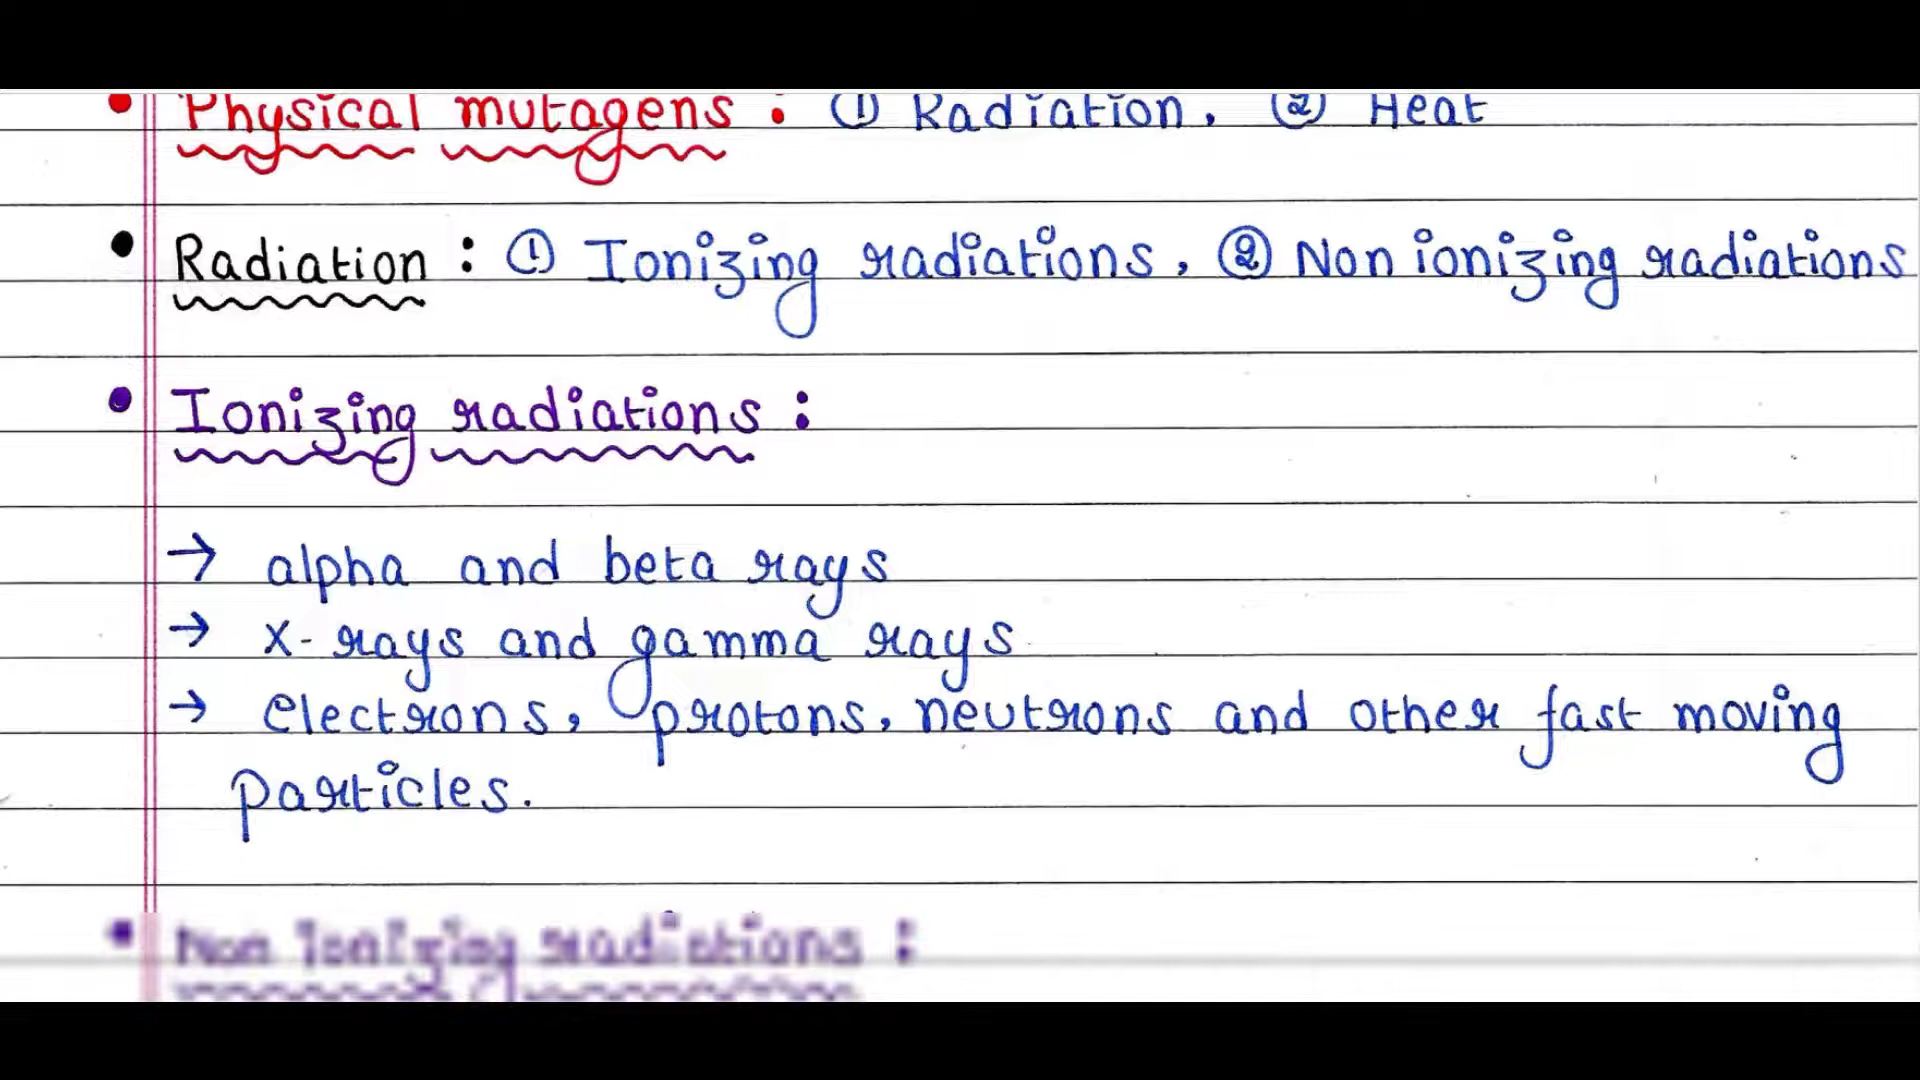 • Physical mutagens : ① Radiation, ② Heat
• Radiation : ① Ionizing radiations, ② Non ionizing radiations
• Ionizing radiations :
→ alpha and beta rays
→ x-rays and gamma rays
→ electrons, protons, neutrons and other fast moving
particles.
• Non Ionizing radiations :